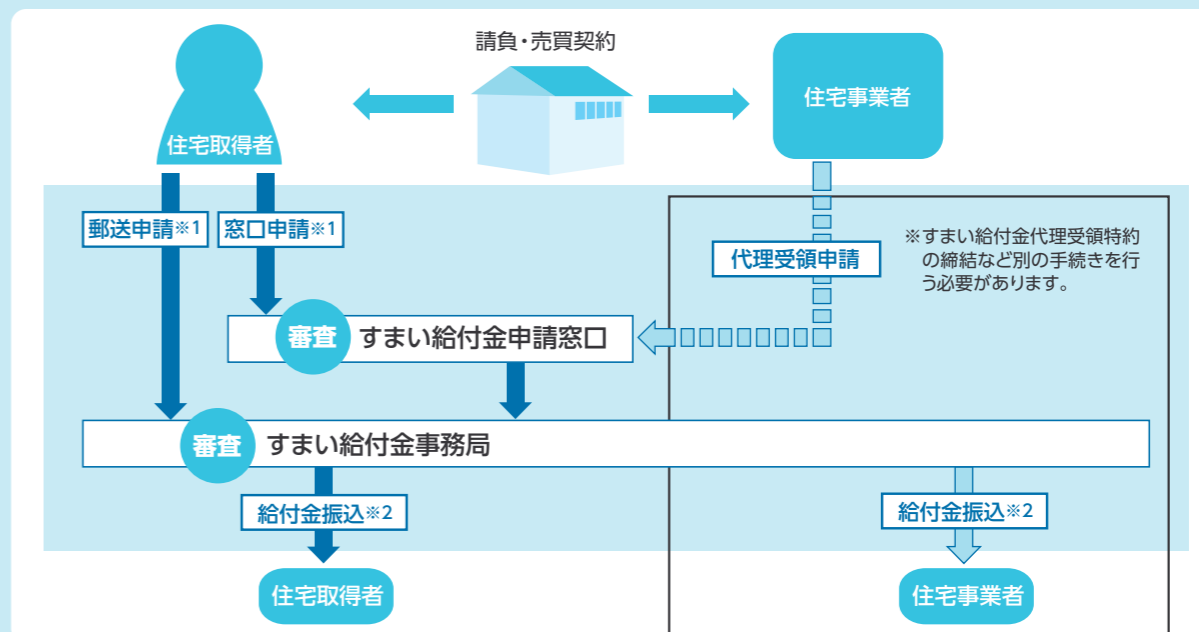 請負・売買契約
住宅取得者
住宅事業者
郵送申請※1
窓口申請※1
代理受領申請
※すまい給付金代理受領特約
の締結など別の手続きを行
う必要があります。
審査 すまい給付金申請窓口
審査 すまい給付金事務局
給付金振込※2
給付金振込※2
住宅取得者
住宅事業者